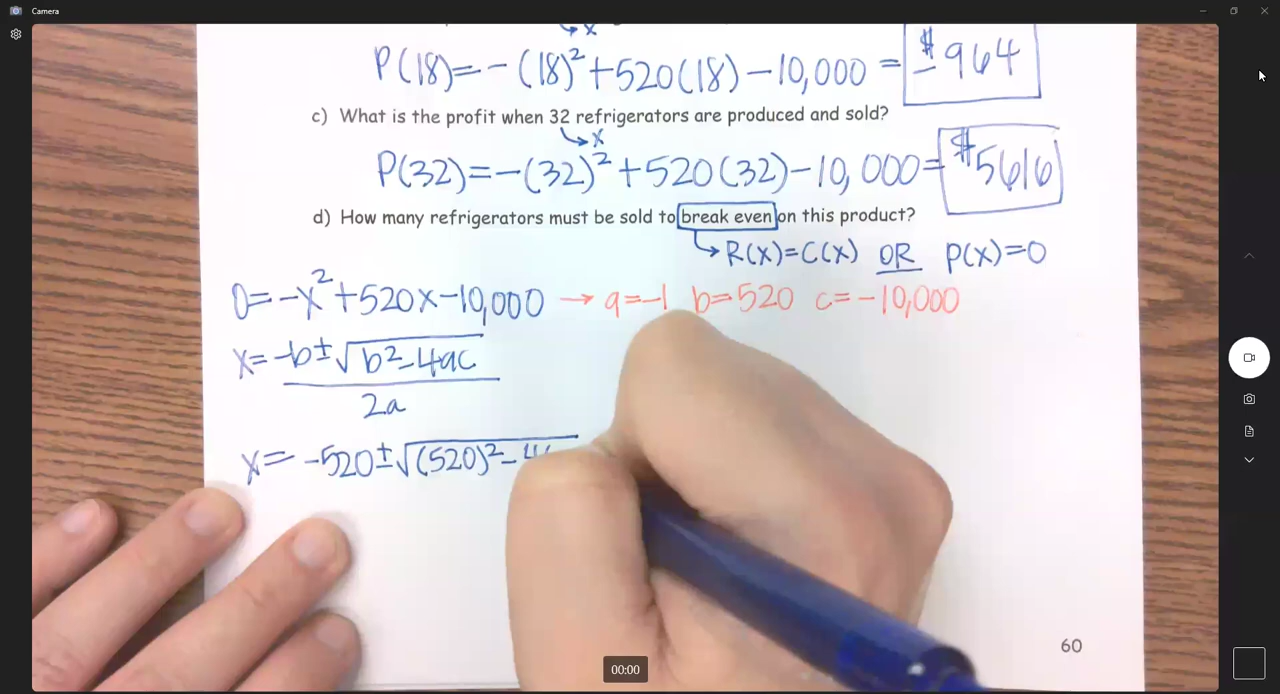 Camera
→ x
P(18)=-(18)²+520(18)-10,000 = $-964
c) What is the profit when 32 refrigerators are produced and sold?
→ x
P(32)=-(32)²+520(32)-10,000= $5616
d) How many refrigerators must be sold to break even on this product?
→ R(x)=C(x) OR P(x)=0
0=-x²+520x-10,000 → a=-1 b=520 c=-10,000
x= -b±√b²-4ac
2a
x= -520±√(520)²-4
60
00:00